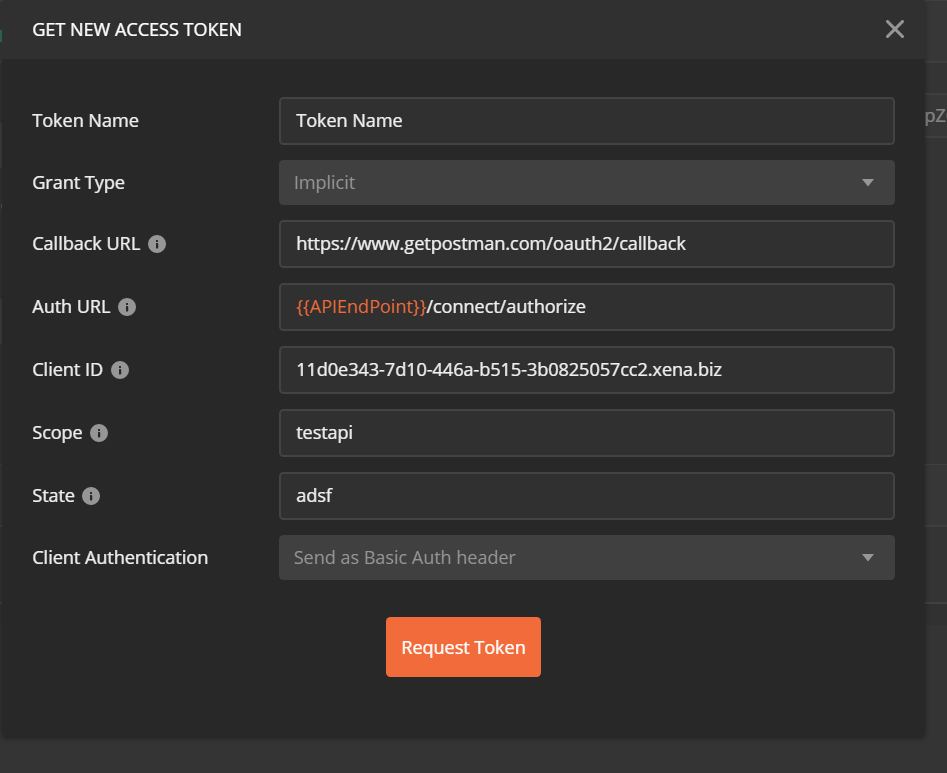 GET NEW ACCESS TOKEN
Token Name Token Name
Grant Type Implicit
Callback URL https://www.getpostman.com/oauth2/callback
Auth URL {{APIEndPoint}}/connect/authorize
Client ID 11d0e343-7d10-446a-b515-3b0825057cc2.xena.biz
Scope testapi
State adsf
Client Authentication Send as Basic Auth header
Request Token